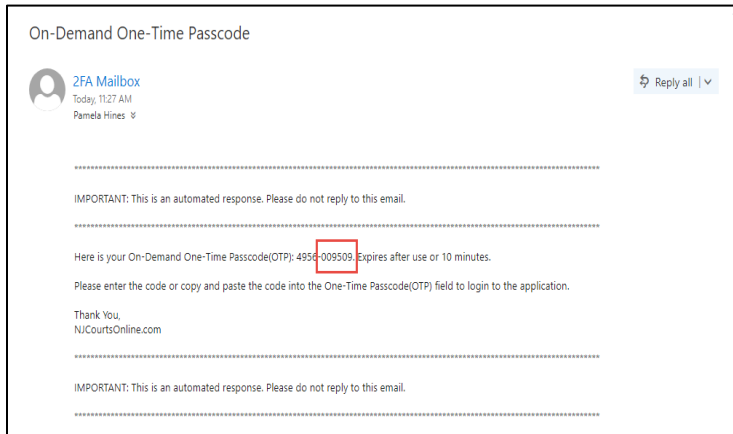 On-Demand One-Time Passcode
2FA Mailbox
Reply all
Today, 11:27 AM
Pamela Hines
************************************************************************************************************************************
IMPORTANT: This is an automated response. Please do not reply to this email.
************************************************************************************************************************************
Here is your On-Demand One-Time Passcode(OTP): 4956-009509. Expires after use or 10 minutes.
Please enter the code or copy and paste the code into the One-Time Passcode(OTP) field to login to the application.
Thank You,
NJCourtsOnline.com
************************************************************************************************************************************
IMPORTANT: This is an automated response. Please do not reply to this email.
************************************************************************************************************************************